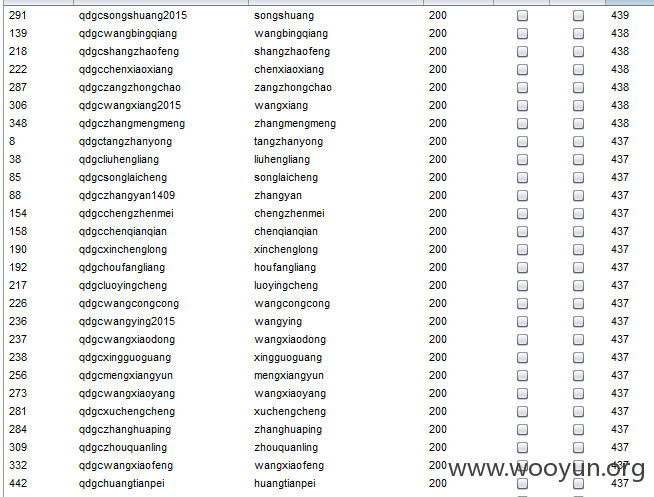 291 qdgcsongshuang2015 songshuang 200 439
139 qdgcwangbingqiang wangbingqiang 200 438
218 qdgcshangzhaofeng shangzhaofeng 200 438
222 qdgcchenxiaoxiang chenxiaoxiang 200 438
287 qdgczangzhongchao zangzhongchao 200 438
306 qdgcwangxiang2015 wangxiang 200 438
348 qdgczhangmengmeng zhangmengmeng 200 438
8 qdgctangzhanyong tangzhanyong 200 437
38 qdgcliuhengliang liuhengliang 200 437
85 qdgcsonglaicheng songlaicheng 200 437
88 qdgczhangyan1409 zhangyan 200 437
154 qdgcchengzhenmei chengzhenmei 200 437
158 qdgcchenqianqian chenqianqian 200 437
190 qdgcxinchenglong xinchenglong 200 437
192 qdgchoufangliang houfangliang 200 437
217 qdgcluoyingcheng luoyingcheng 200 437
226 qdgcwangcongcong wangcongcong 200 437
236 qdgcwangying2015 wangying 200 437
237 qdgcwangxiaodong wangxiaodong 200 437
238 qdgcxingguoguang xingguoguang 200 437
256 qdgcmengxiangyun mengxiangyun 200 437
273 qdgcwangxiaoyang wangxiaoyang 200 437
281 qdgcxuchengcheng xuchengcheng 200 437
284 qdgczhanghuaping zhanghuaping 200 437
309 qdgczhouquanling zhouquanling 200 437
332 qdgcwangxiaofeng wangxiaofeng 200 437
www.wooyun.org
442 qdgchuangtianpei huangtianpei 200 437